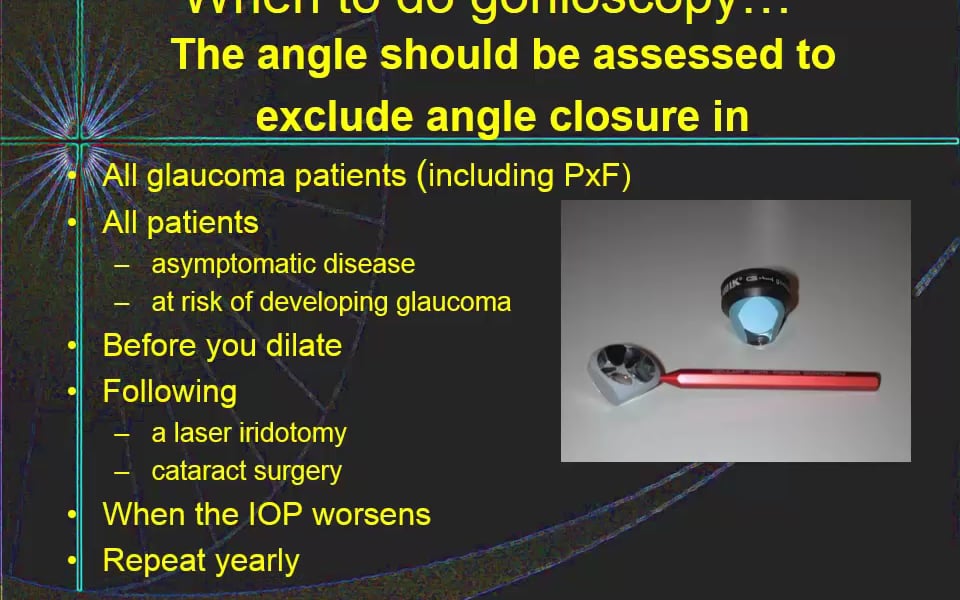 When to do gonioscopy…
The angle should be assessed to
exclude angle closure in
• All glaucoma patients (including PxF)
• All patients
– asymptomatic disease
– at risk of developing glaucoma
• Before you dilate
• Following
– a laser iridotomy
– cataract surgery
• When the IOP worsens
• Repeat yearly